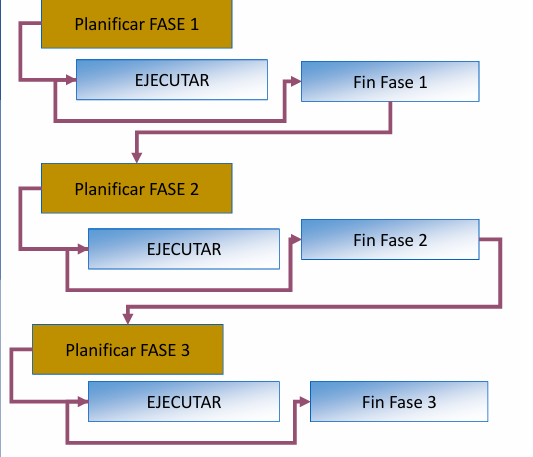 Planificar FASE 1
EJECUTAR
Fin Fase 1
Planificar FASE 2
EJECUTAR
Fin Fase 2
Planificar FASE 3
EJECUTAR
Fin Fase 3